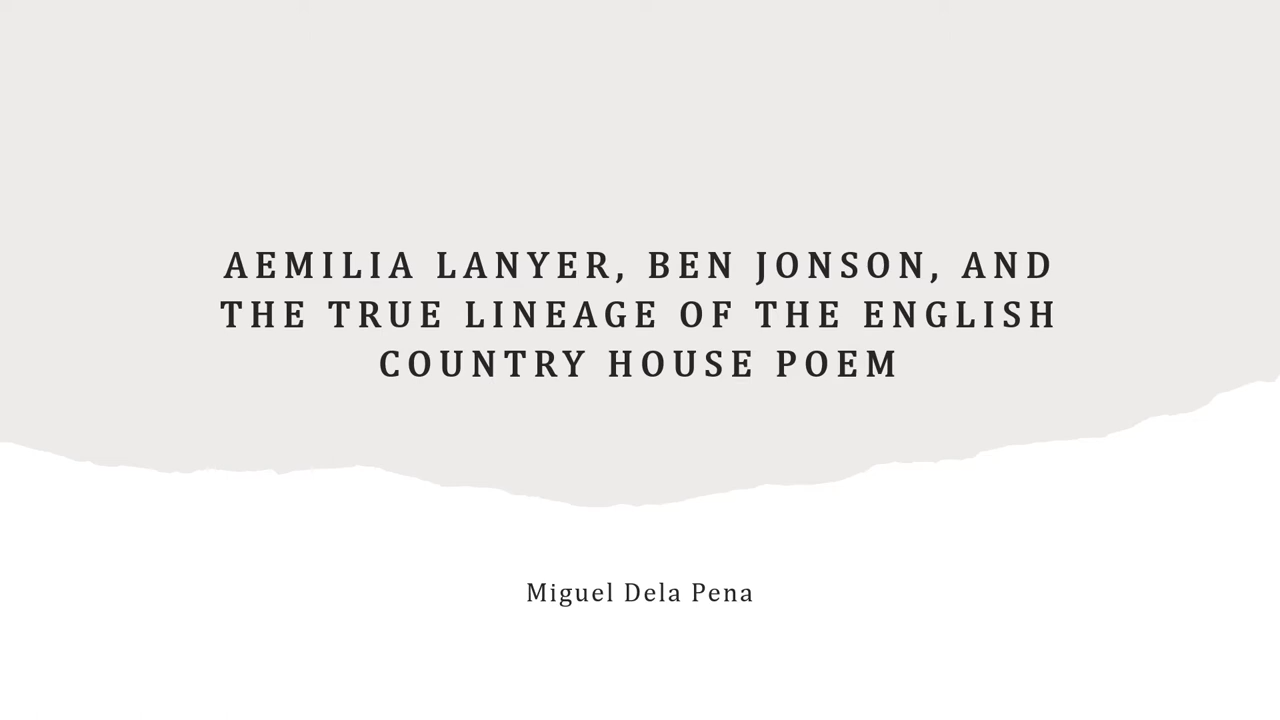 AEMILIA LANYER, BEN JONSON, AND
THE TRUE LINEAGE OF THE ENGLISH
COUNTRY HOUSE POEM
Miguel Dela Pena